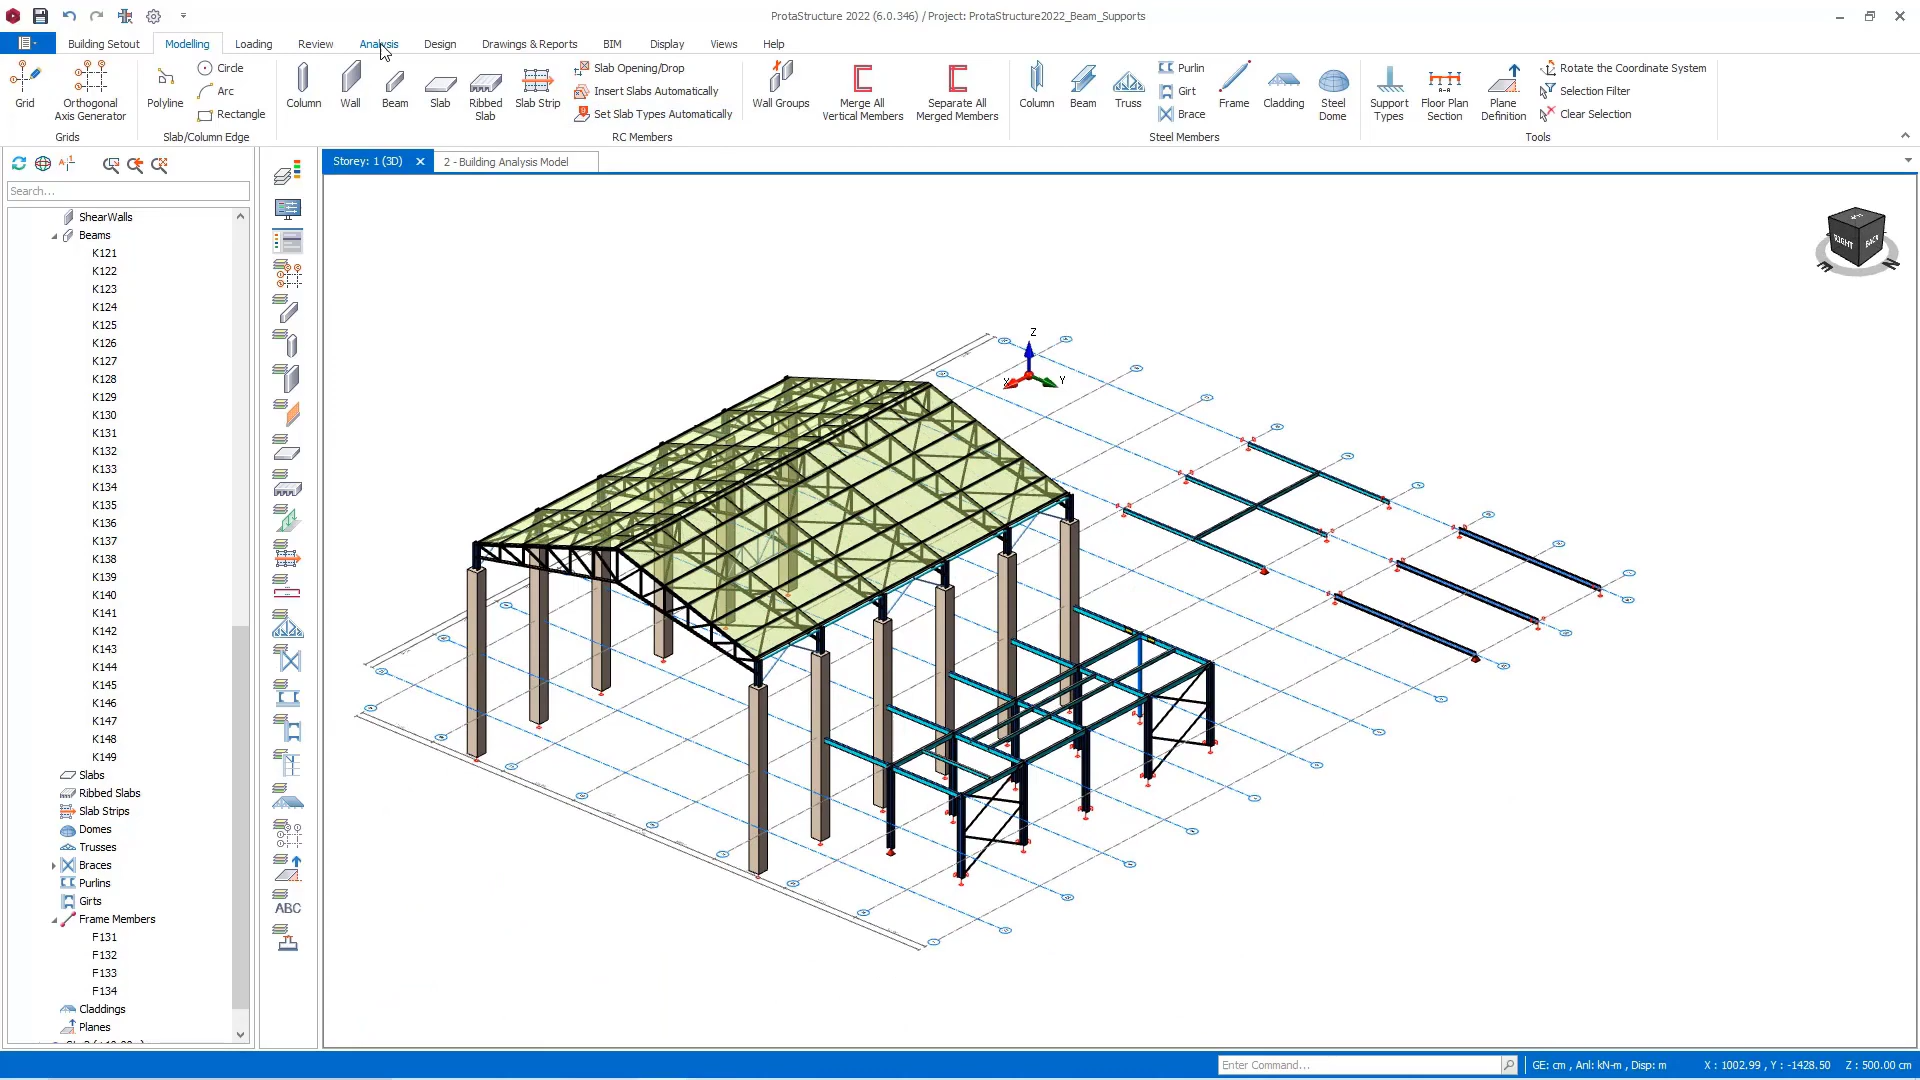 ProtaStructure 2022 (6.0.346) / Project: ProtaStructure2022_Beam_Supports
Building Setout Modelling Loading Review Analysis Design Drawings & Reports BIM Display Views Help
Grid
Orthogonal Axis Generator
Grids
Polyline
Circle
Arc
Rectangle
Slab/Column Edge
Column
Wall
Beam
Slab
Ribbed Slab
Slab Strip
Slab Opening/Drop
Insert Slabs Automatically
Set Slab Types Automatically
RC Members
Wall Groups
Merge All Vertical Members
Separate All Merged Members
Column
Beam
Truss
Purlin
Girt
Brace
Frame
Cladding
Steel Dome
Steel Members
Support Types
Floor Plan Section
Plane Definition
Rotate the Coordinate System
Selection Filter
Clear Selection
Tools
Search...
Storey: 1 (3D)
2 - Building Analysis Model
ShearWalls
Beams
K121
K122
K123
K124
K125
K126
K127
K128
K129
K130
K131
K132
K133
K134
K135
K136
K137
K138
K139
K140
K141
K142
K143
K144
K145
K146
K147
K148
K149
Slabs
Ribbed Slabs
Slab Strips
Domes
Trusses
Braces
Purlins
Girts
Frame Members
F131
F132
F133
F134
Claddings
Planes
ABC
Z
X
Y
RIGHT
BACK
E
N
Enter Command...
GE: cm , Anl: kN-m , Disp: m
X : 1002.99 , Y : -1428.50
Z : 500.00 cm